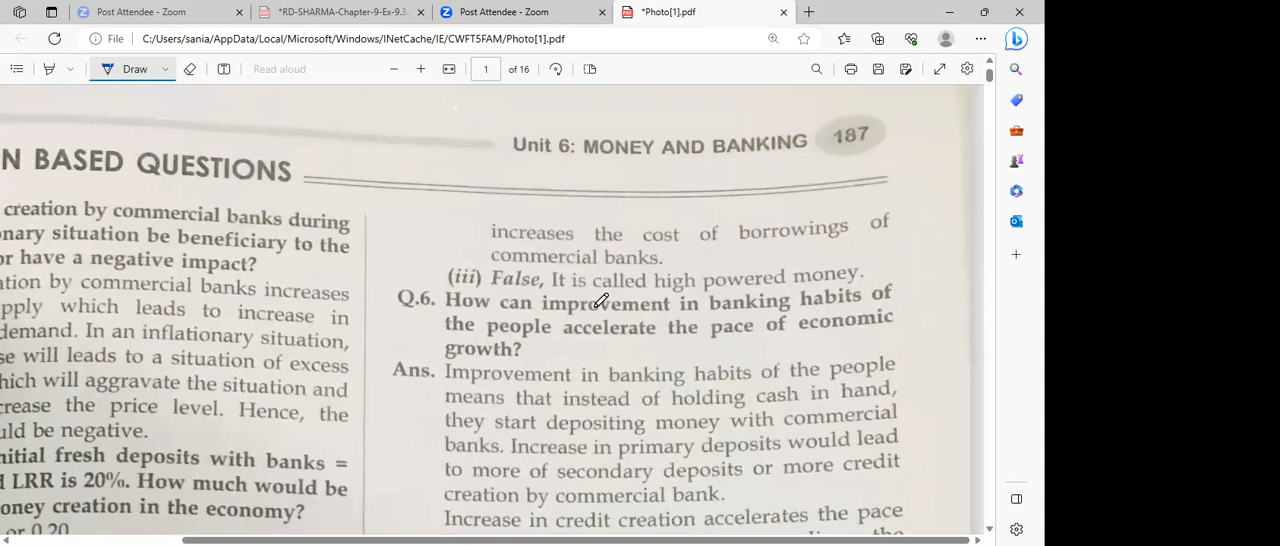 Post Attendee - Zoom
*RD-SHARMA-Chapter-9-Ex-9.3
Post Attendee - Zoom
*Photo[1].pdf
File
C:/Users/sania/AppData/Local/Microsoft/Windows/INetCache/IE/CWFT5FAM/Photo[1].pdf
Draw
Read aloud
1
of 16
Unit 6: MONEY AND BANKING 187
N BASED QUESTIONS
creation by commercial banks during
onary situation be beneficiary to the
or have a negative impact?
ation by commercial banks increases
pply which leads to increase in
demand. In an inflationary situation,
se will leads to a situation of excess
hich will aggravate the situation and
crease the price level. Hence, the
uld be negative.
nitial fresh deposits with banks =
d LRR is 20%. How much would be
oney creation in the economy?
or 0.20
increases the cost of borrowings of
commercial banks.
(iii) False, It is called high powered money.
Q.6. How can improvement in banking habits of
the people accelerate the pace of economic
growth?
Ans. Improvement in banking habits of the people
means that instead of holding cash in hand,
they start depositing money with commercial
banks. Increase in primary deposits would lead
to more of secondary deposits or more credit
creation by commercial bank.
Increase in credit creation accelerates the pace
the